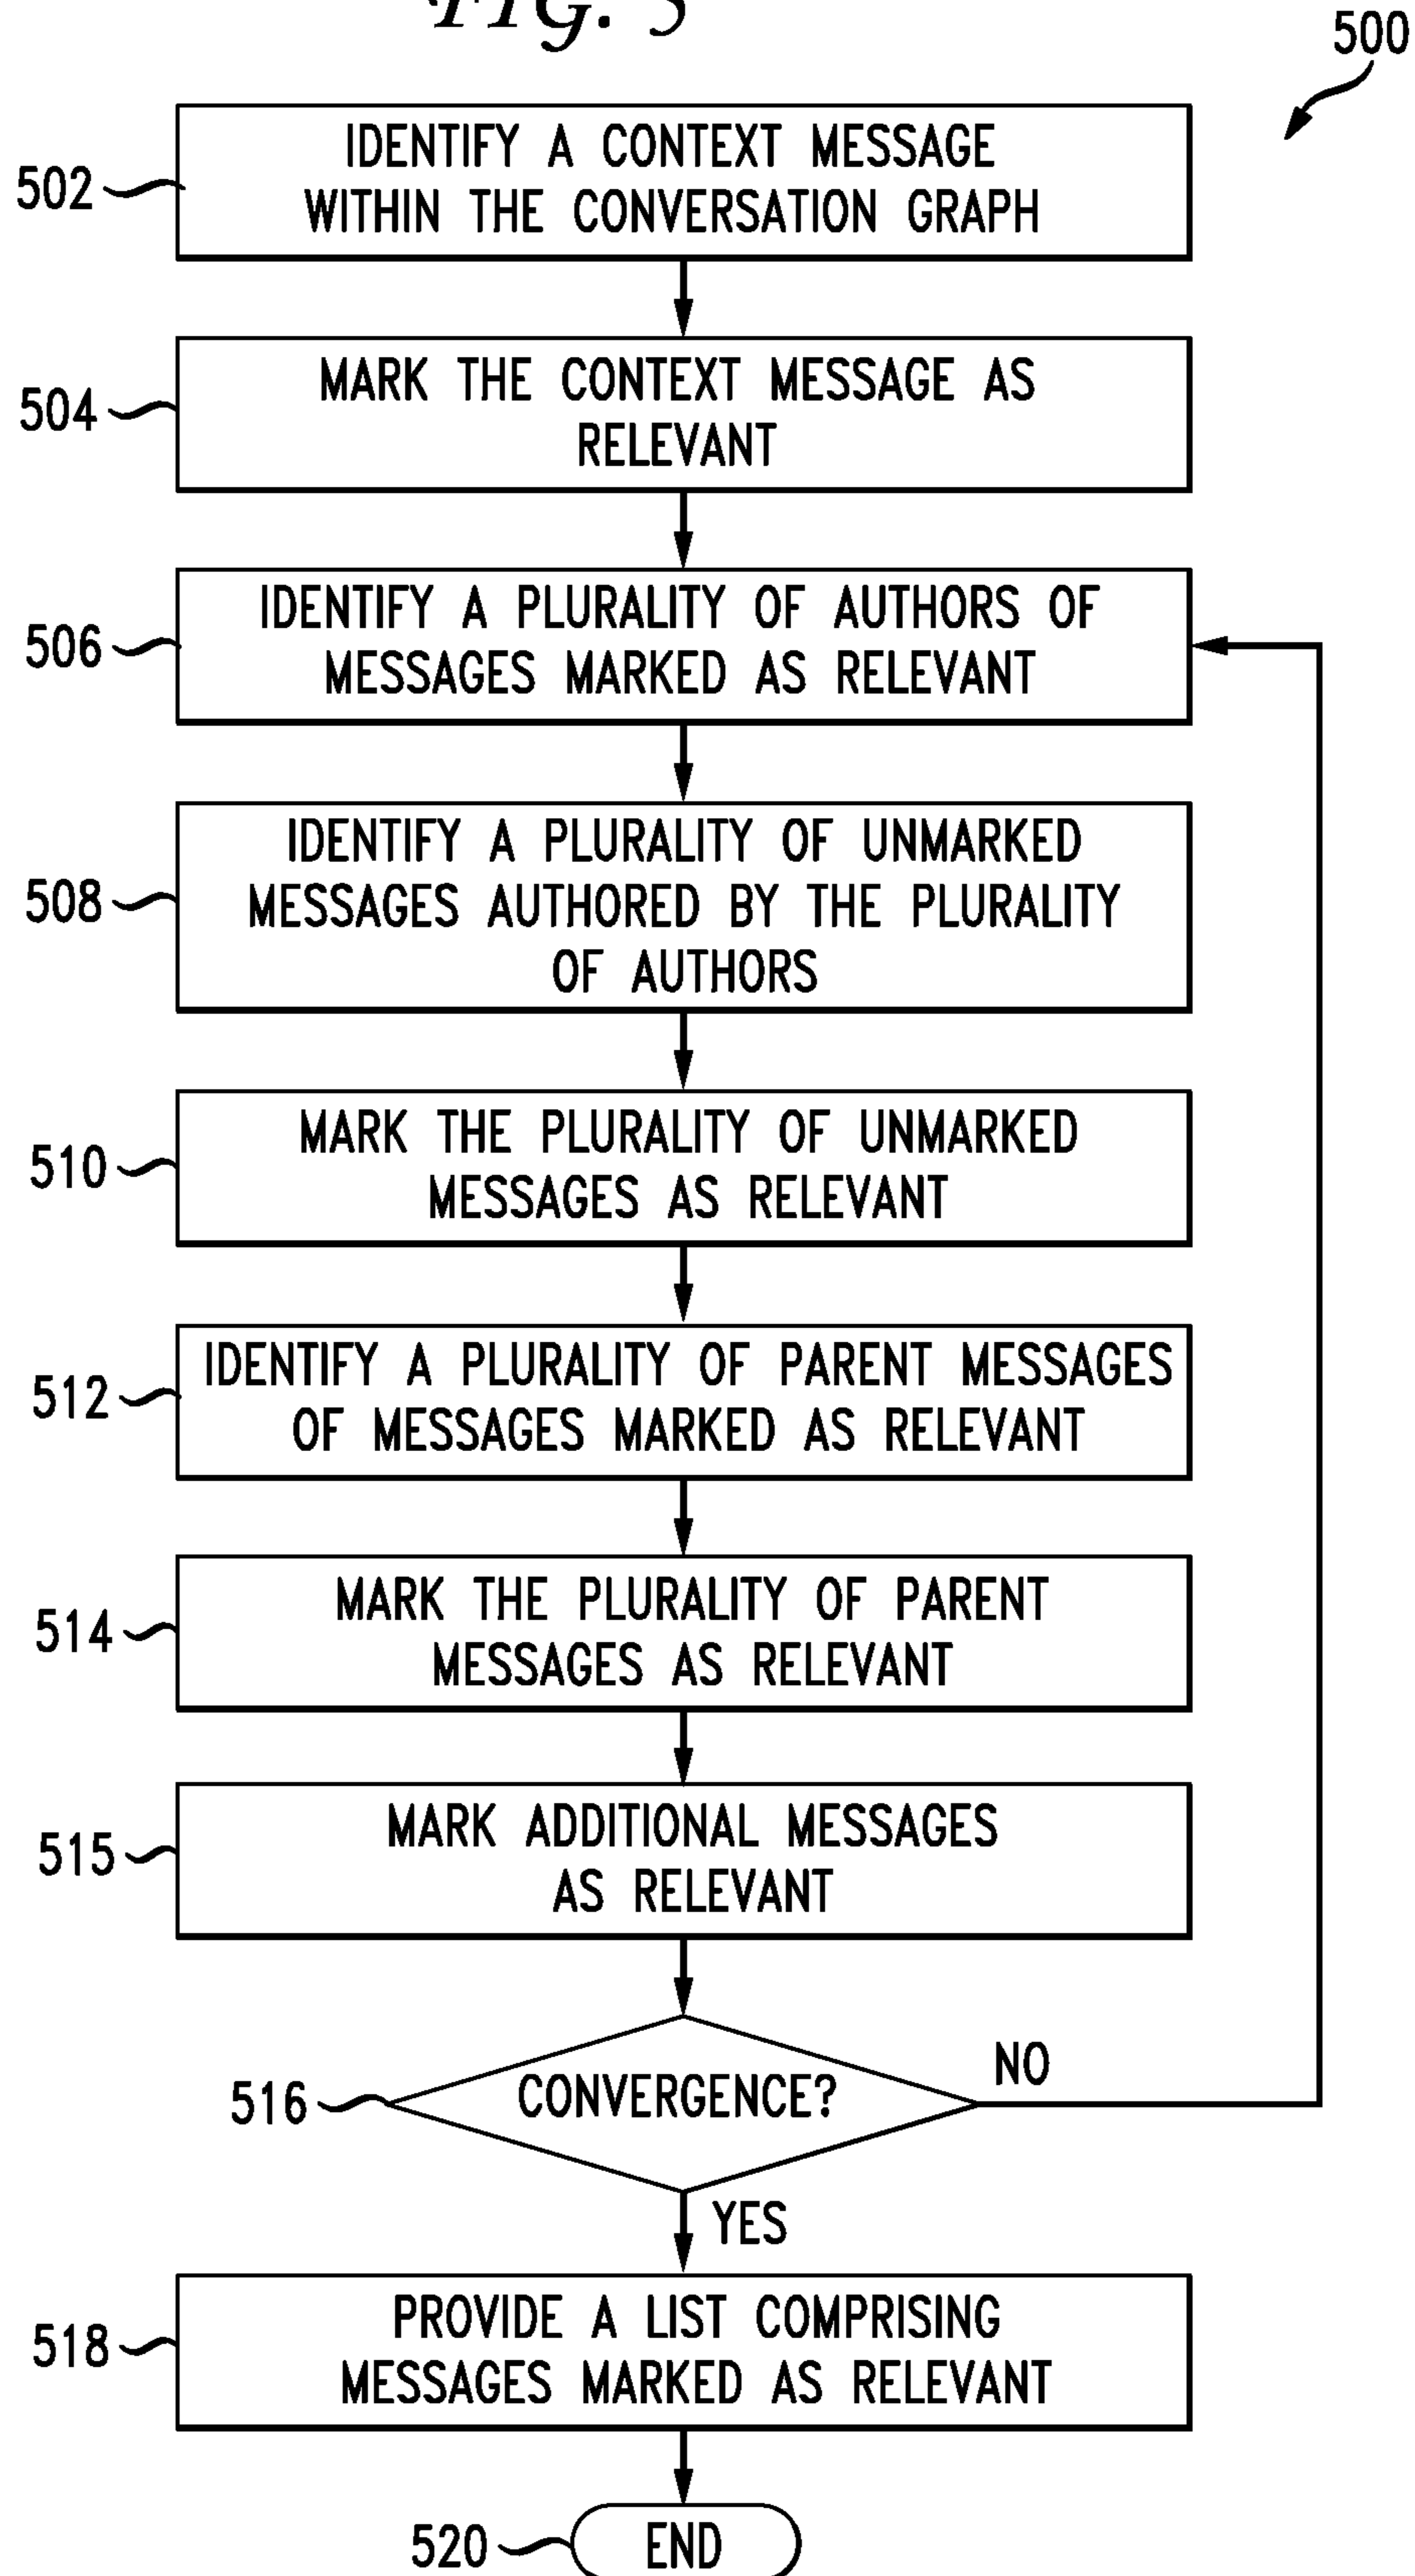 FIG. 5
500
502
IDENTIFY A CONTEXT MESSAGE
WITHIN THE CONVERSATION GRAPH
504
MARK THE CONTEXT MESSAGE AS
RELEVANT
506
IDENTIFY A PLURALITY OF AUTHORS OF
MESSAGES MARKED AS RELEVANT
508
IDENTIFY A PLURALITY OF UNMARKED
MESSAGES AUTHORED BY THE PLURALITY
OF AUTHORS
510
MARK THE PLURALITY OF UNMARKED
MESSAGES AS RELEVANT
512
IDENTIFY A PLURALITY OF PARENT MESSAGES
OF MESSAGES MARKED AS RELEVANT
514
MARK THE PLURALITY OF PARENT
MESSAGES AS RELEVANT
515
MARK ADDITIONAL MESSAGES
AS RELEVANT
516
CONVERGENCE?
NO
YES
518
PROVIDE A LIST COMPRISING
MESSAGES MARKED AS RELEVANT
520
END